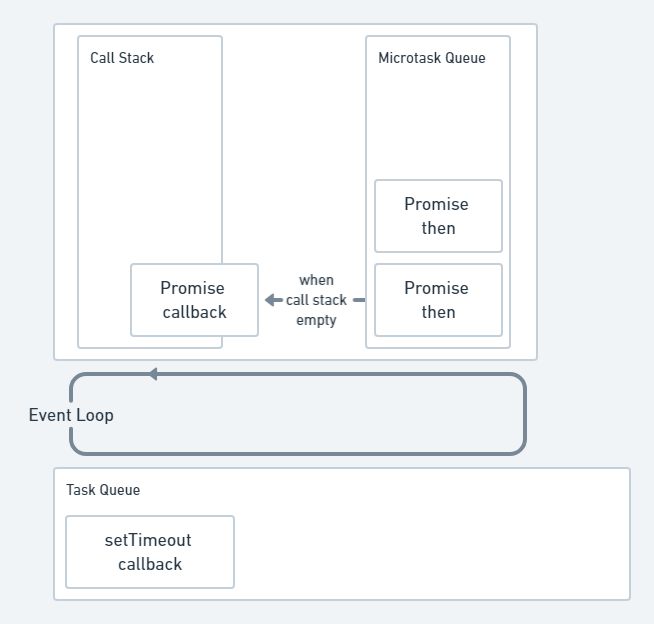 Call Stack
Microtask Queue
Promise
then
Promise
callback
when
call stack
empty
Promise
then
Event Loop
Task Queue
setTimeout
callback